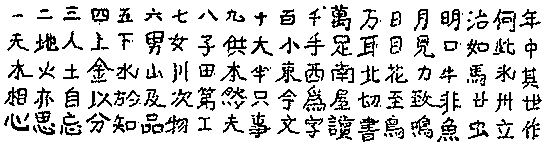 一二三四五六七八九十百千萬万日月明治何年
天地人上下男女子供大小手足耳目見口如此中
木火土金水山川田本半東西南北花力牛馬氷其
相亦自以於及次第然只今為屋切至致非廿州世
心思忘分知品物工夫事文字讀書鳥鳴魚虫立作